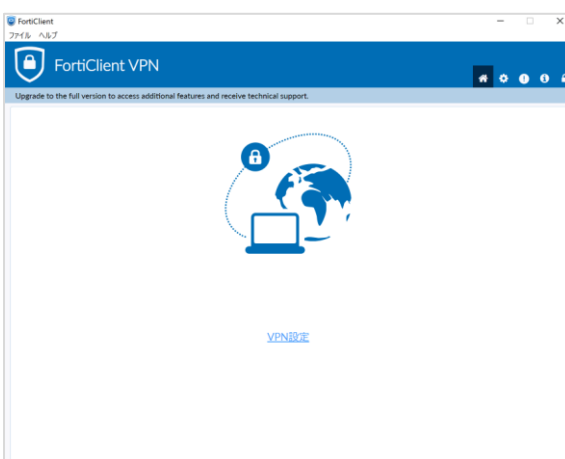 FortiClient
ファイル ヘルプ
FortiClient VPN
Upgrade to the full version to access additional features and receive technical support.
VPN設定